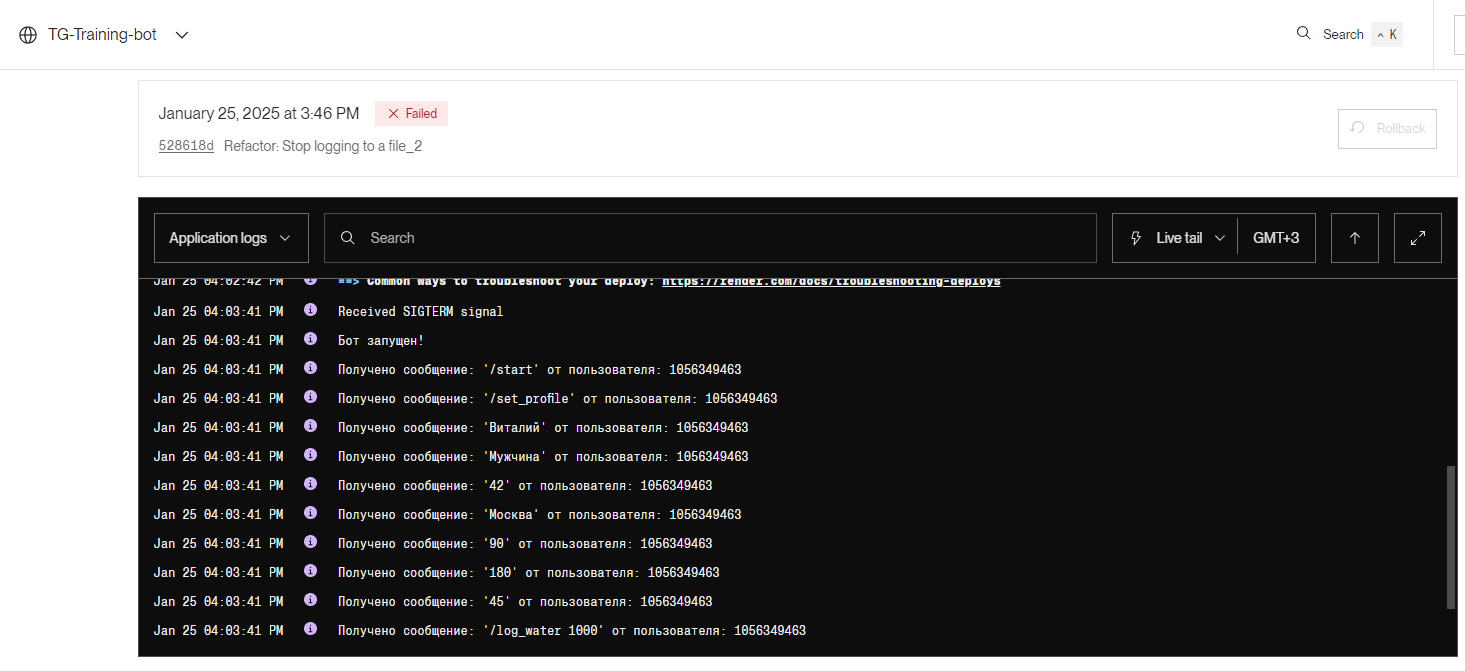 TG-Training-bot
Search ^ K
January 25, 2025 at 3:46 PM Failed
528618d Refactor: Stop logging to a file_2
Rollback
Application logs Search Live tail GMT+3
Jan 25 04:02:42 PM ==> Common ways to troubleshoot your deploy: https://render.com/docs/troubleshooting-deploys
Jan 25 04:03:41 PM Received SIGTERM signal
Jan 25 04:03:41 PM Бот запущен!
Jan 25 04:03:41 PM Получено сообщение: '/start' от пользователя: 1056349463
Jan 25 04:03:41 PM Получено сообщение: '/set_profile' от пользователя: 1056349463
Jan 25 04:03:41 PM Получено сообщение: 'Виталий' от пользователя: 1056349463
Jan 25 04:03:41 PM Получено сообщение: 'Мужчина' от пользователя: 1056349463
Jan 25 04:03:41 PM Получено сообщение: '42' от пользователя: 1056349463
Jan 25 04:03:41 PM Получено сообщение: 'Москва' от пользователя: 1056349463
Jan 25 04:03:41 PM Получено сообщение: '90' от пользователя: 1056349463
Jan 25 04:03:41 PM Получено сообщение: '180' от пользователя: 1056349463
Jan 25 04:03:41 PM Получено сообщение: '45' от пользователя: 1056349463
Jan 25 04:03:41 PM Получено сообщение: '/log_water 1000' от пользователя: 1056349463